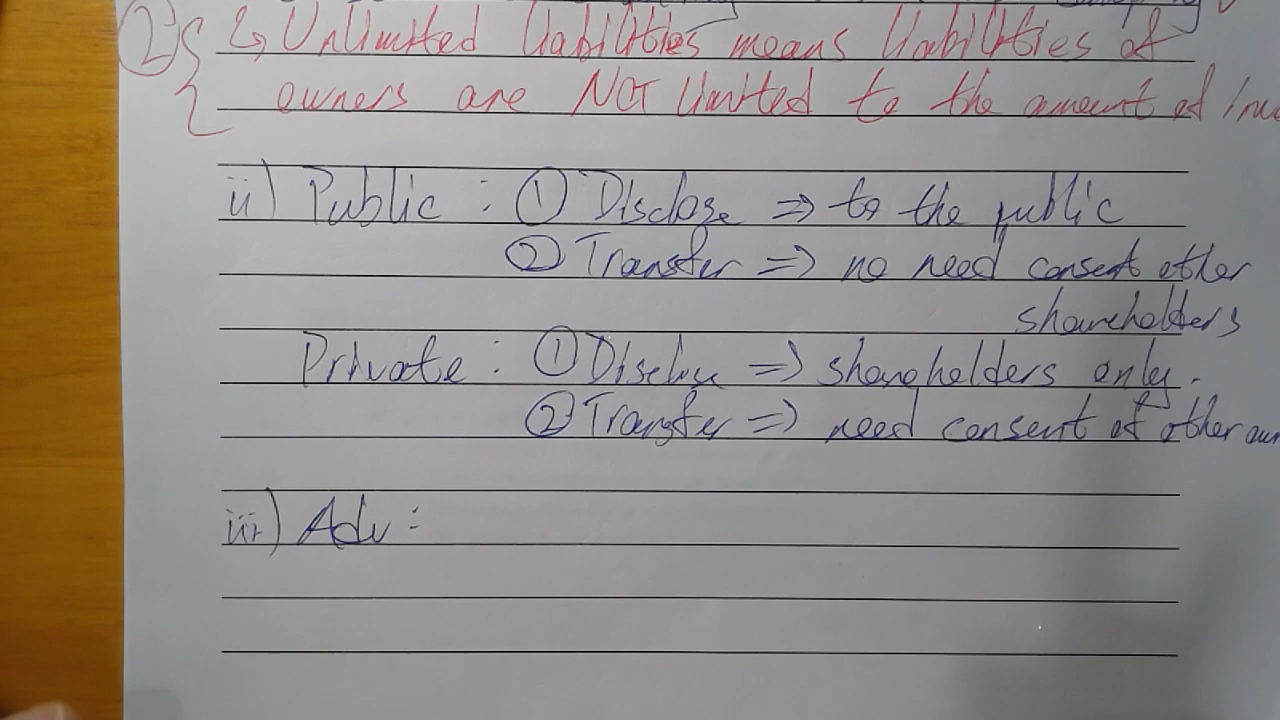 ② ↳ Unlimited liabilities means liabilities of
owners are NOT limited to the amount of
ii) Public : ① Disclose ⇒ to the public
② Transfer ⇒ no need consent other
shareholders
Private : ① Disclose ⇒ shareholders only.
② Transfer ⇒ need consent of other
iii) Adv :